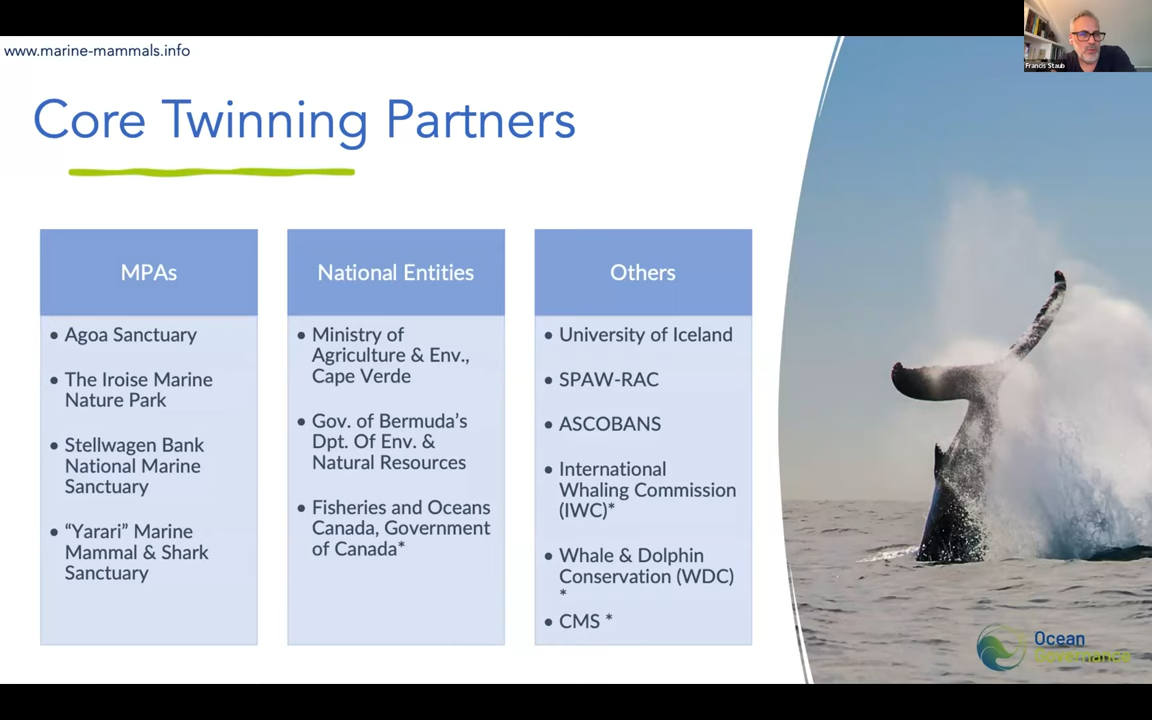 www.marine-mammals.info
Francis Staub
Core Twinning Partners
MPAs
• Agoa Sanctuary
• The Iroise Marine
Nature Park
• Stellwagen Bank
National Marine
Sanctuary
• “Yarari” Marine
Mammal & Shark
Sanctuary
National Entities
• Ministry of
Agriculture & Env.,
Cape Verde
• Gov. of Bermuda’s
Dpt. Of Env. &
Natural Resources
• Fisheries and Oceans
Canada, Government
of Canada*
Others
• University of Iceland
• SPAW-RAC
• ASCOBANS
• International
Whaling Commission
(IWC)*
• Whale & Dolphin
Conservation (WDC)
*
• CMS *
Ocean
Governance